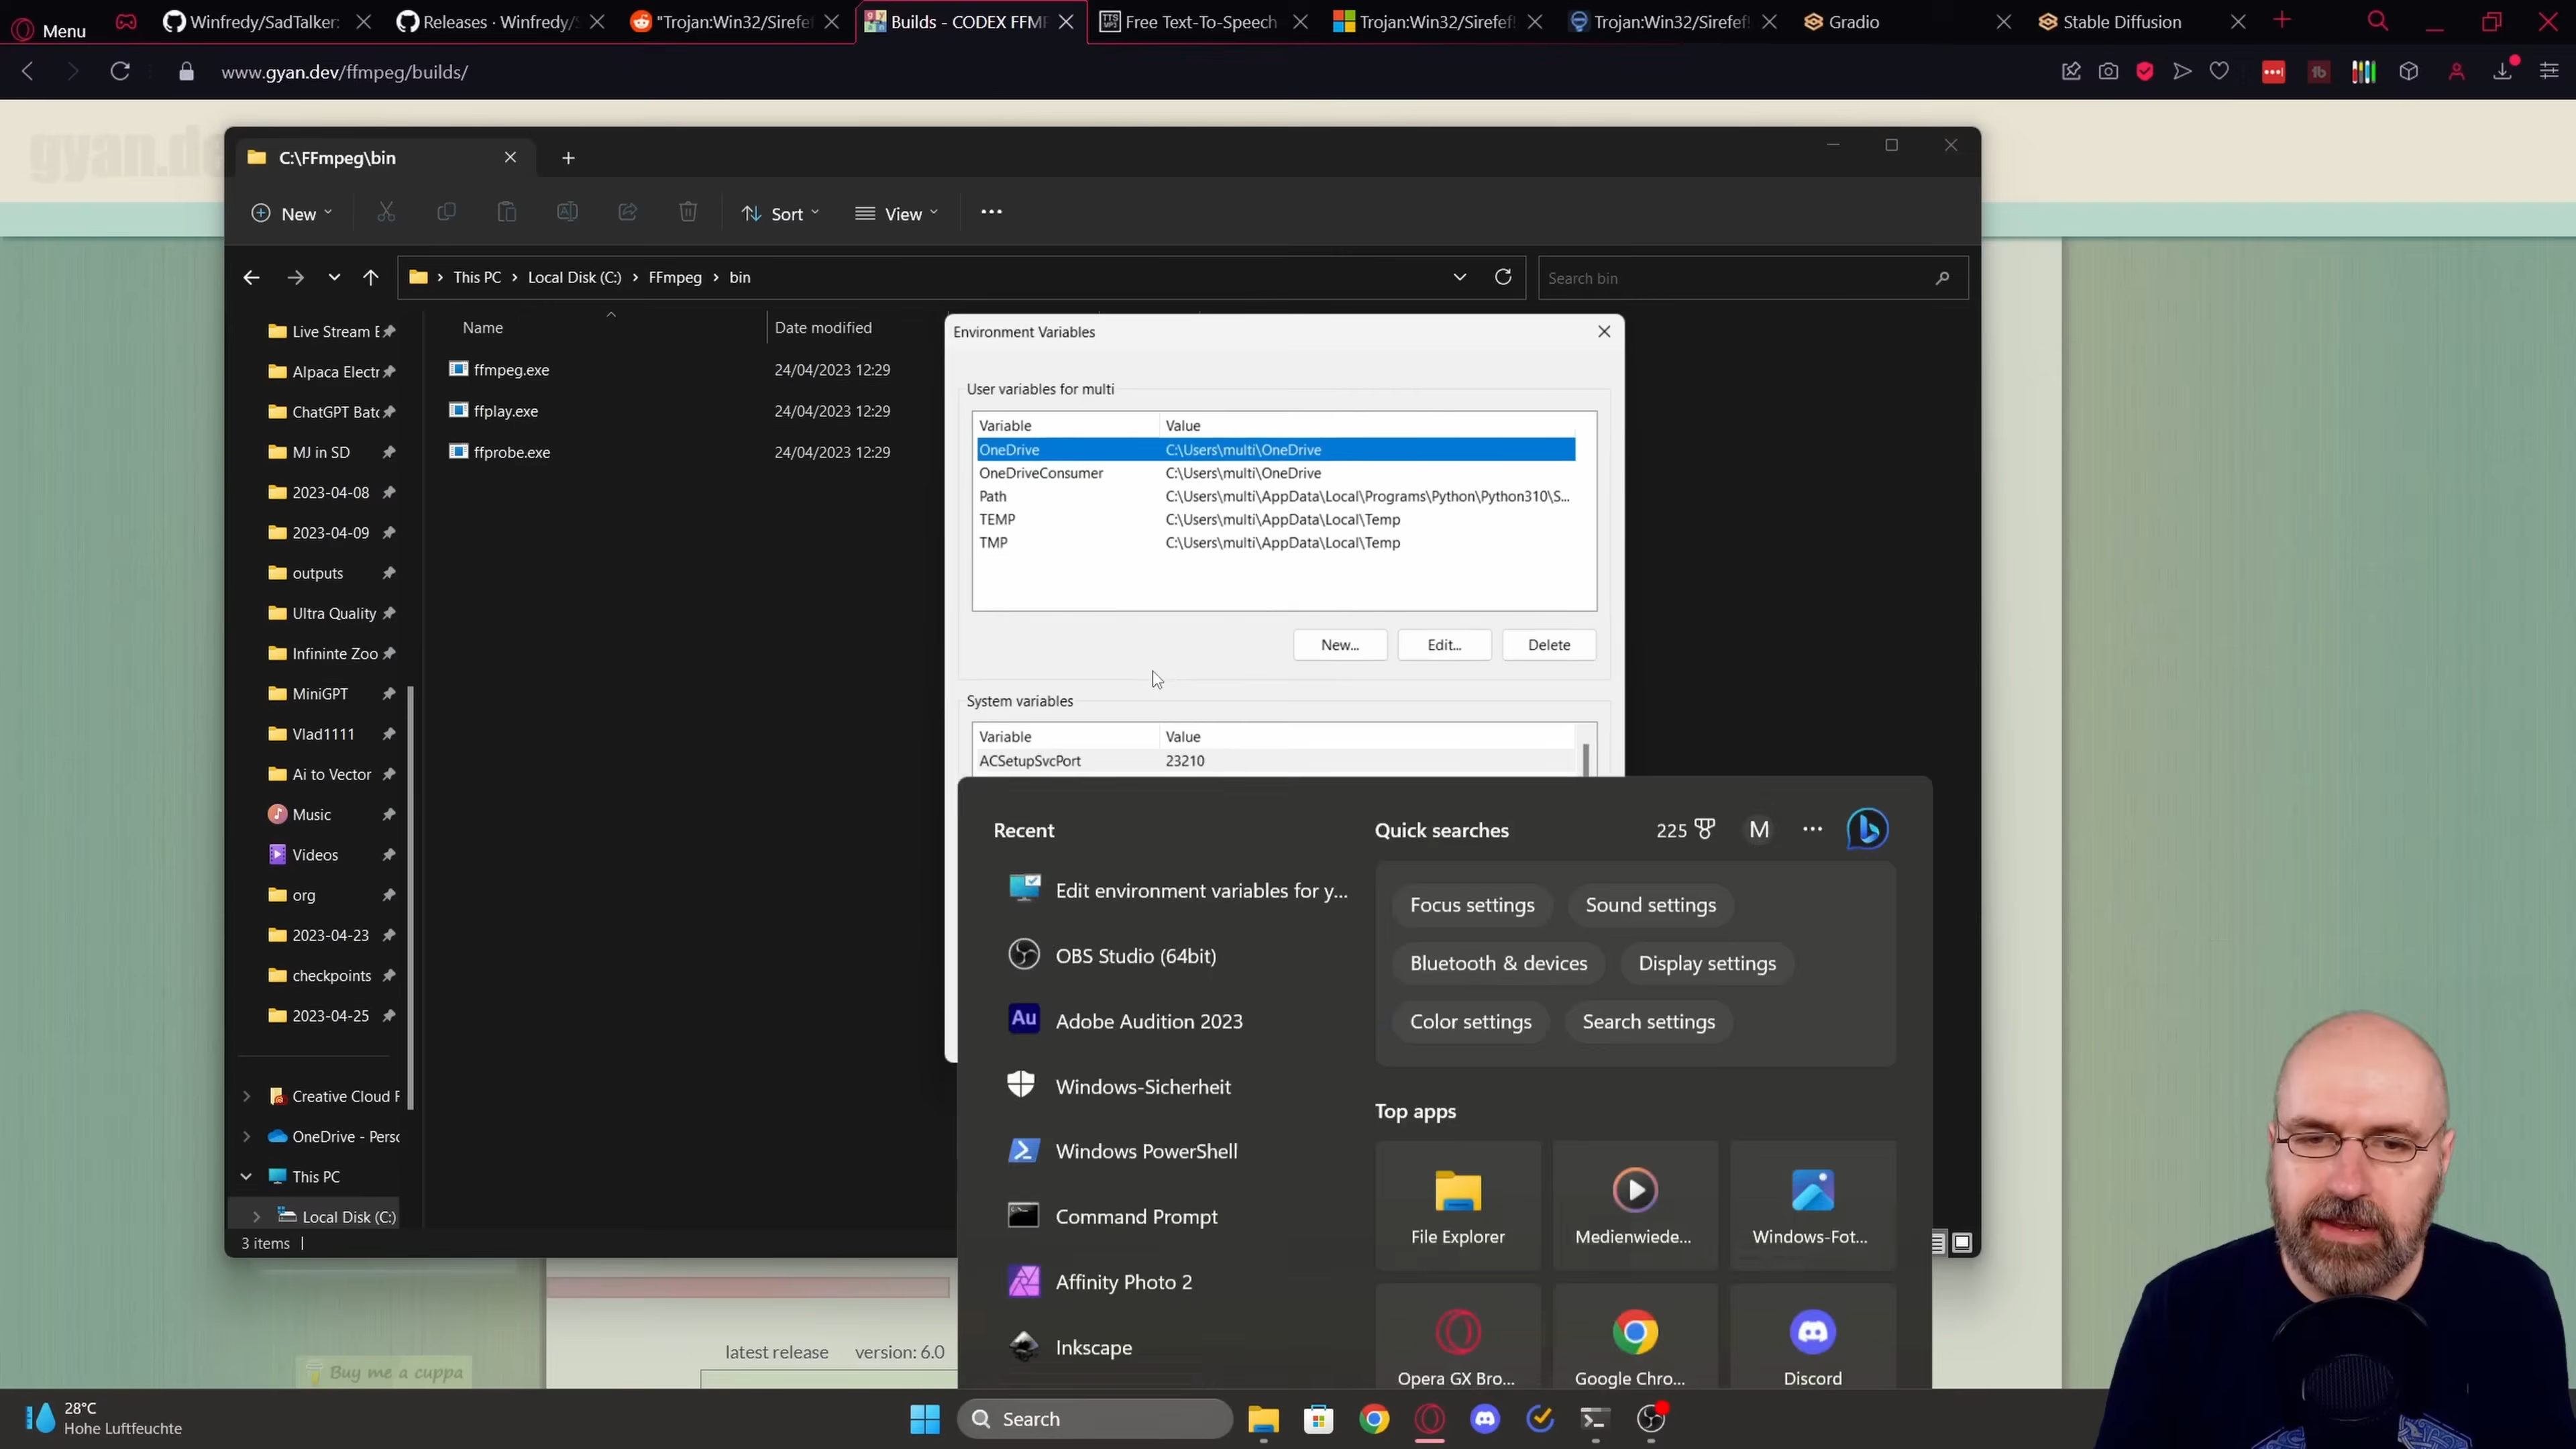 Menu
Winfredy/SadTalker:
Releases · Winfredy/
"Trojan:Win32/Sirefef
Builds - CODEX FFMP
Free Text-To-Speech
Trojan:Win32/Sirefef!
Trojan:Win32/Sirefef!
Gradio
Stable Diffusion
www.gyan.dev/ffmpeg/builds/
gyan.de
C:\FFmpeg\bin
New
Sort
View
This PC
Local Disk (C:)
FFmpeg
bin
Search bin
Name
Date modified
ffmpeg.exe
24/04/2023 12:29
ffplay.exe
24/04/2023 12:29
ffprobe.exe
24/04/2023 12:29
Live Stream E
Alpaca Electr
ChatGPT Batc
MJ in SD
2023-04-08
2023-04-09
outputs
Ultra Quality
Infininte Zoo
MiniGPT
Vlad1111
Ai to Vector
Music
Videos
org
2023-04-23
checkpoints
2023-04-25
Creative Cloud F
OneDrive - Perso
This PC
Local Disk (C:)
3 items
Environment Variables
User variables for multi
Variable
Value
OneDrive
C:\Users\multi\OneDrive
OneDriveConsumer
C:\Users\multi\OneDrive
Path
C:\Users\multi\AppData\Local\Programs\Python\Python310\S...
TEMP
C:\Users\multi\AppData\Local\Temp
TMP
C:\Users\multi\AppData\Local\Temp
New...
Edit...
Delete
System variables
Variable
Value
ACSetupSvcPort
23210
Recent
Edit environment variables for y...
OBS Studio (64bit)
Adobe Audition 2023
Windows-Sicherheit
Windows PowerShell
Command Prompt
Affinity Photo 2
Inkscape
Quick searches
225
M
Focus settings
Sound settings
Bluetooth & devices
Display settings
Color settings
Search settings
Top apps
File Explorer
Medienwiede...
Windows-Fot...
Opera GX Bro...
Google Chro...
Discord
latest release version: 6.0
Buy me a cuppa
28°C
Hohe Luftfeuchte
Search